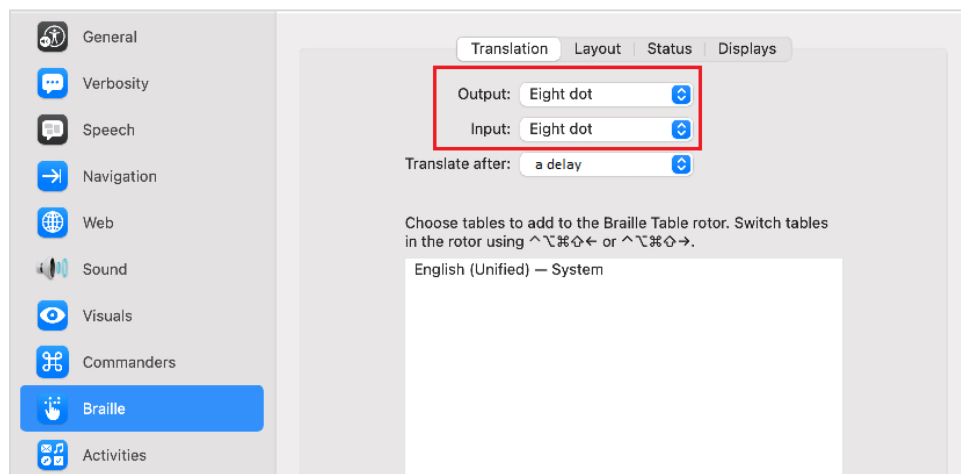 General
Verbosity
Speech
Navigation
Web
Sound
Visuals
Commanders
Braille
Activities
Translation Layout Status Displays
Output: Eight dot
Input: Eight dot
Translate after: a delay
Choose tables to add to the Braille Table rotor. Switch tables
in the rotor using ^⌥⌘⇧← or ^⌥⌘⇧→.
English (Unified) — System